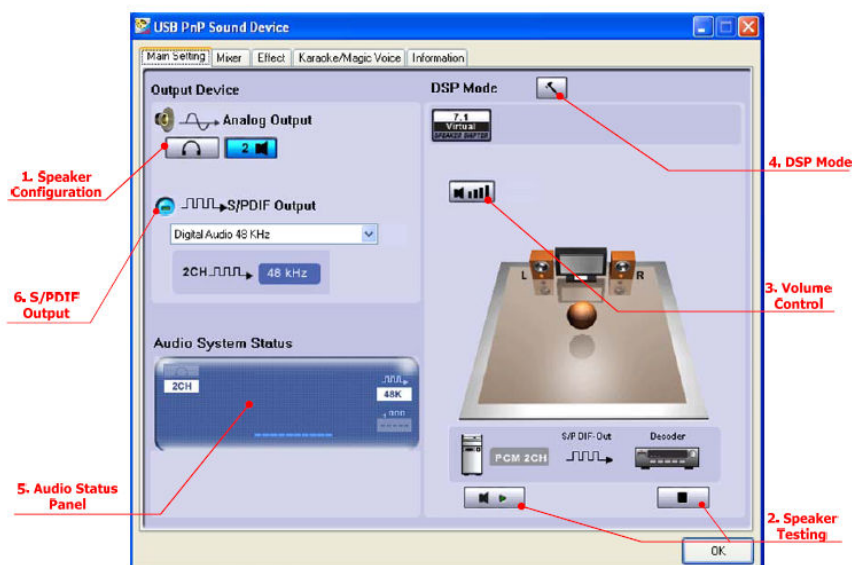 USB PnP Sound Device
Main Setting Mixer Effect Karaoke/Magic Voice Information
Output Device
Analog Output
2
1. Speaker
Configuration
S/PDIF Output
Digital Audio 48 KHz
2CH
48 kHz
6. S/PDIF
Output
Audio System Status
2CH
48K
-----
5. Audio Status
Panel
DSP Mode
7.1
Virtual
SPEAKER SHIFTER
4. DSP Mode
L
R
3. Volume
Control
S/PDIF-Out
Decoder
PCM 2CH
2. Speaker
Testing
OK